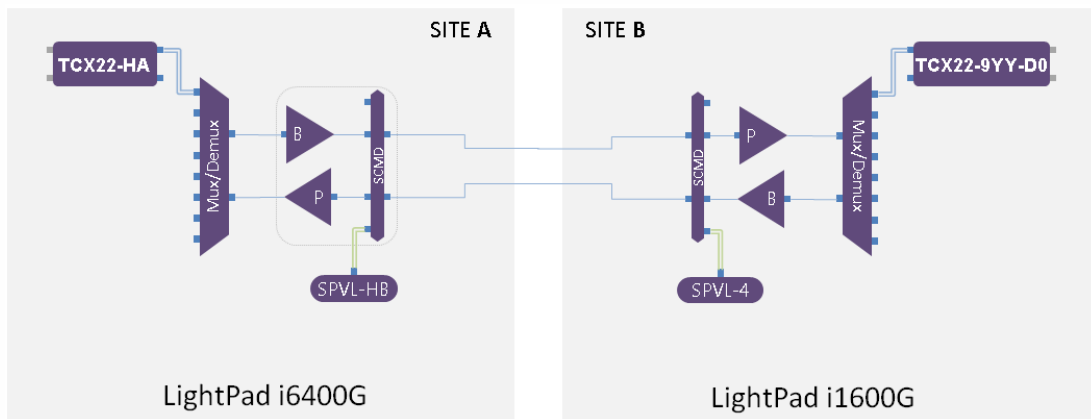 SITE A
TCX22-HA
Mux/Demux
B
P
SCMD
SPVL-HB
LightPad i6400G
SITE B
TCX22-9YY-D0
SCMD
P
B
Mux/Demux
SPVL-4
LightPad i1600G